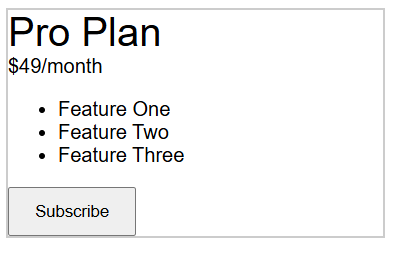 Pro Plan
$49/month
Feature One
Feature Two
Feature Three
Subscribe